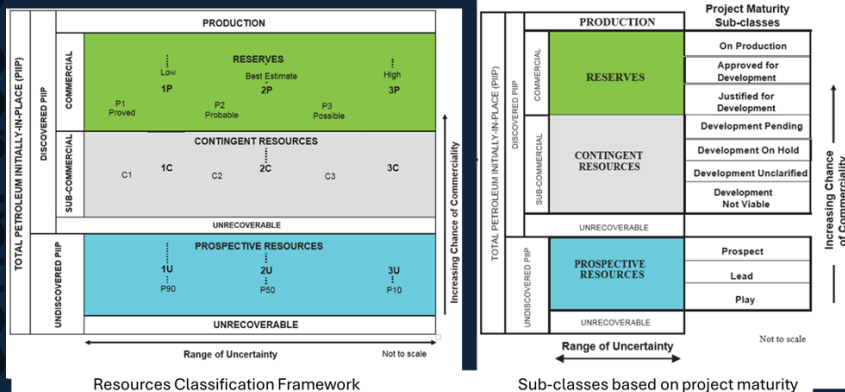 TOTAL PETROLEUM INITIALLY-IN-PLACE (PIIP)
DISCOVERED PIIP
UNDISCOVERED PIIP
COMMERCIAL
SUB-COMMERCIAL
PRODUCTION
RESERVES
Low
Best Estimate
High
1P
2P
3P
P1
Proved
P2
Probable
P3
Possible
CONTINGENT RESOURCES
1C
2C
3C
C1
C2
C3
UNRECOVERABLE
PROSPECTIVE RESOURCES
1U
2U
3U
P90
P50
P10
UNRECOVERABLE
Increasing Chance of Commerciality
Range of Uncertainty
Not to scale
Resources Classification Framework
Project Maturity
Sub-classes
TOTAL PETROLEUM INITIALLY-IN-PLACE (PIIP)
DISCOVERED PIIP
UNDISCOVERED PIIP
COMMERCIAL
SUB-COMMERCIAL
PRODUCTION
RESERVES
On Production
Approved for
Development
Justified for
Development
CONTINGENT
RESOURCES
Development Pending
Development On Hold
Development Unclarified
Development
Not Viable
UNRECOVERABLE
PROSPECTIVE
RESOURCES
Prospect
Lead
Play
UNRECOVERABLE
Increasing Chance
of Commerciality
Range of Uncertainty
Not to scale
Sub-classes based on project maturity